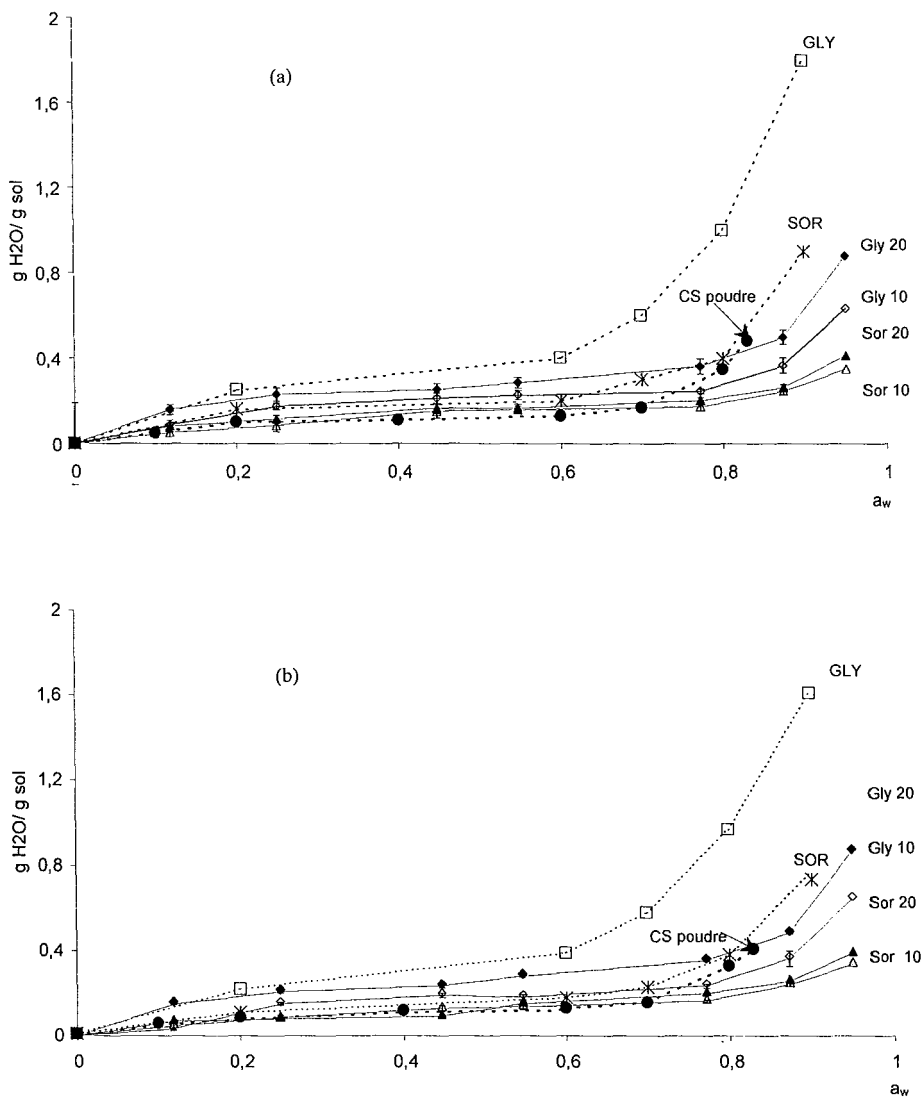 2
GLY
(a)
1,6
1,2
g H2O/ g sol
SOR
0,8
Gly 20
CS poudre
Gly 10
0,4
Sor 20
Sor 10
0
0 0,2 0,4 0,6 0,8 1
aw
2
(b)
GLY
1,6
1,2
g H2O/ g sol
Gly 20
0,8
SOR
Gly 10
CS poudre
Sor 20
0,4
Sor 10
0
0 0,2 0,4 0,6 0,8 1
aw